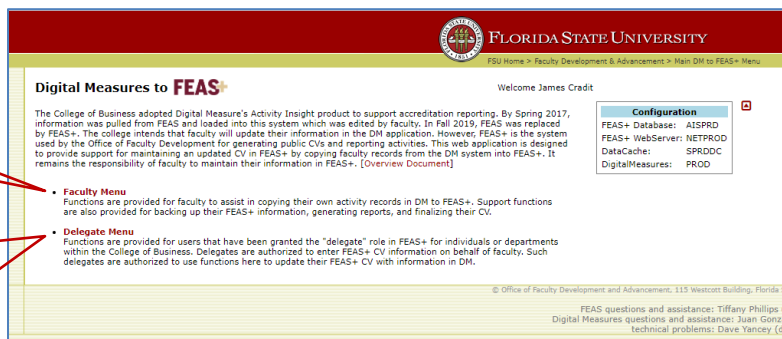 FLORIDA STATE UNIVERSITY
FSU Home > Faculty Development & Advancement > Main DM to FEAS+ Menu
Digital Measures to FEAS+
Welcome James Cradit
The College of Business adopted Digital Measure's Activity Insight product to support accreditation reporting. By Spring 2017,
information was pulled from FEAS and loaded into this system which was edited by faculty. In Fall 2019, FEAS was replaced
by FEAS+. The college intends that faculty will update their information in the DM application. However, FEAS+ is the system
used by the Office of Faculty Development for generating public CVs and reporting activities. This web application is designed
to provide support for maintaining an updated CV in FEAS+ by copying faculty records from the DM system into FEAS+. It
remains the responsibility of faculty to maintain their information in FEAS+. [Overview Document]
Configuration
FEAS+ Database: AISPRD
FEAS+ WebServer: NETPROD
DataCache: SPRDDC
DigitalMeasures: PROD
• Faculty Menu
Functions are provided for faculty to assist in copying their own activity records in DM to FEAS+. Support functions
are also provided for backing up their FEAS+ information, generating reports, and finalizing their CV.
• Delegate Menu
Functions are provided for users that have been granted the "delegate" role in FEAS+ for individuals or departments
within the College of Business. Delegates are authorized to enter FEAS+ CV information on behalf of faculty. Such
delegates are authorized to use functions here to update their FEAS+ CV with information in DM.
© Office of Faculty Development and Advancement, 115 Westcott Building, Florida
FEAS questions and assistance: Tiffany Phillips
Digital Measures questions and assistance: Juan Gonz
technical problems: Dave Yancey (d